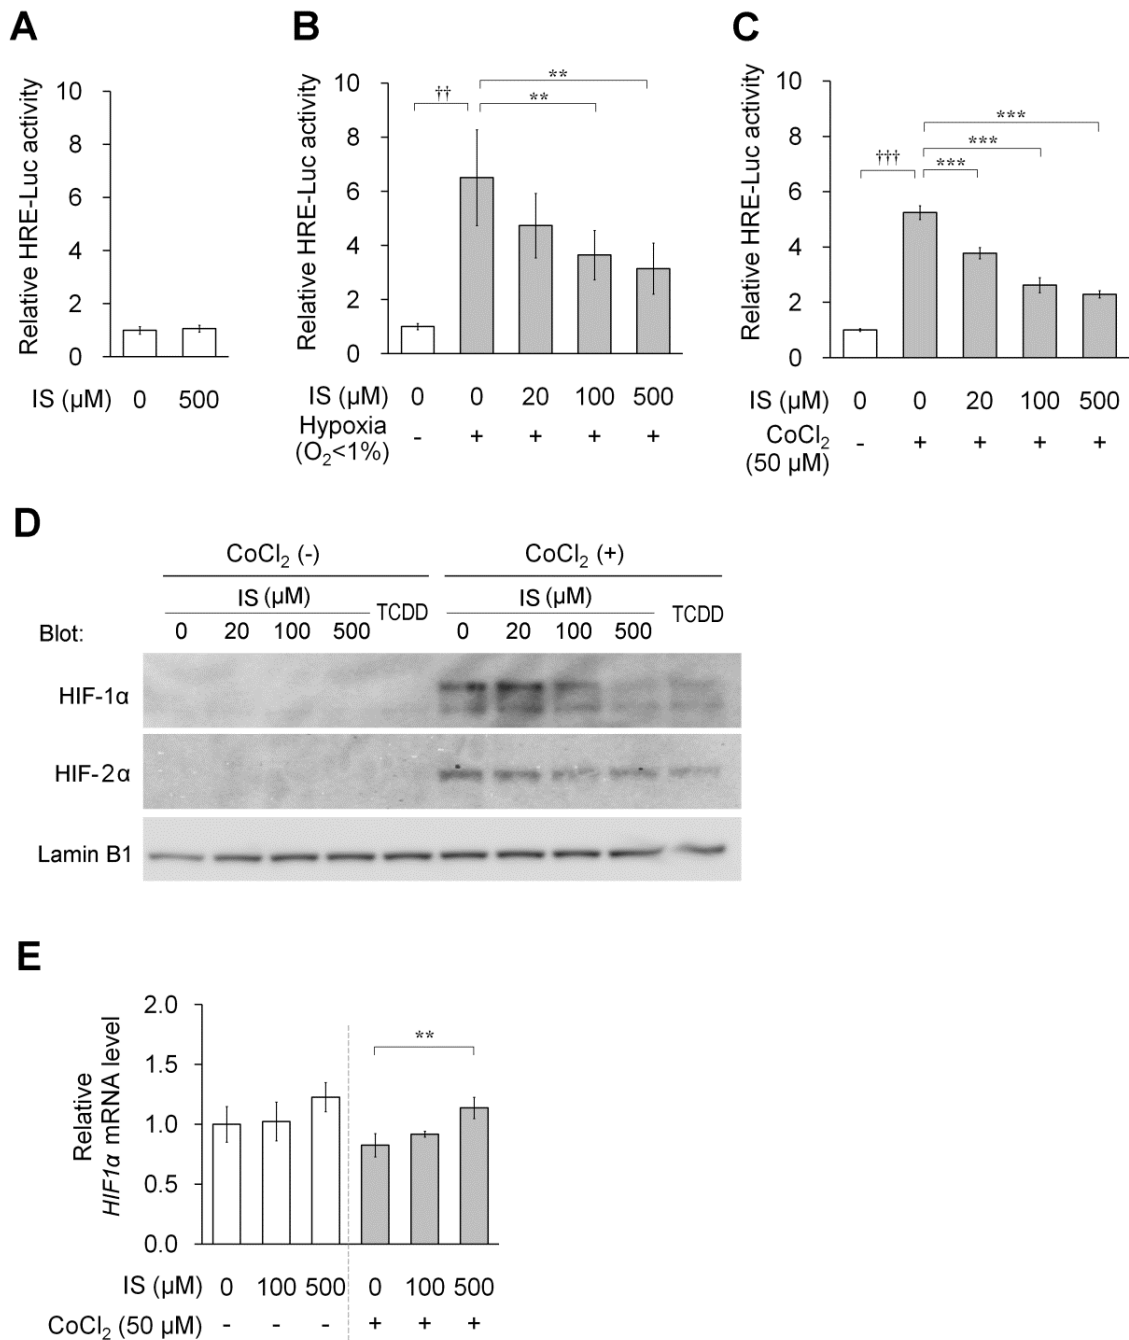 A
Relative HRE-Luc activity
10
8
6
4
2
0
IS (µM) 0 500
B
Relative HRE-Luc activity
10
8
6
4
2
0
††
**
**
IS (µM) 0 0 20 100 500
Hypoxia
(O₂<1%) - + + + +
C
Relative HRE-Luc activity
10
8
6
4
2
0
†††
***
***
***
IS (µM) 0 0 20 100 500
CoCl₂
(50 µM) - + + + +
D
CoCl₂ (-) CoCl₂ (+)
IS (µM) TCDD IS (µM) TCDD
Blot: 0 20 100 500 0 20 100 500
HIF-1α
HIF-2α
Lamin B1
E
Relative
HIF1α mRNA level
2.0
1.5
1.0
0.5
0.0
**
IS (µM) 0 100 500 0 100 500
CoCl₂ (50 µM) - - - + + +